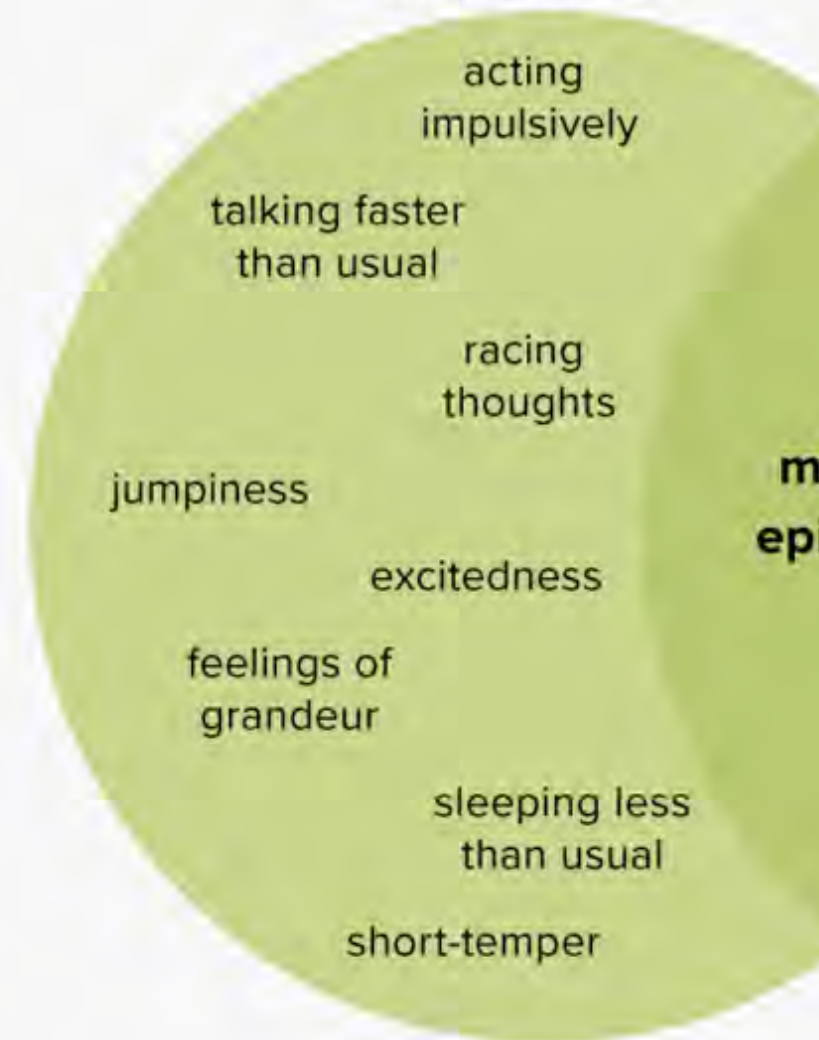 acting
impulsively
talking faster
than usual
racing
thoughts
jumpiness
m
epi
excitedness
feelings of
grandeur
sleeping less
than usual
short-temper